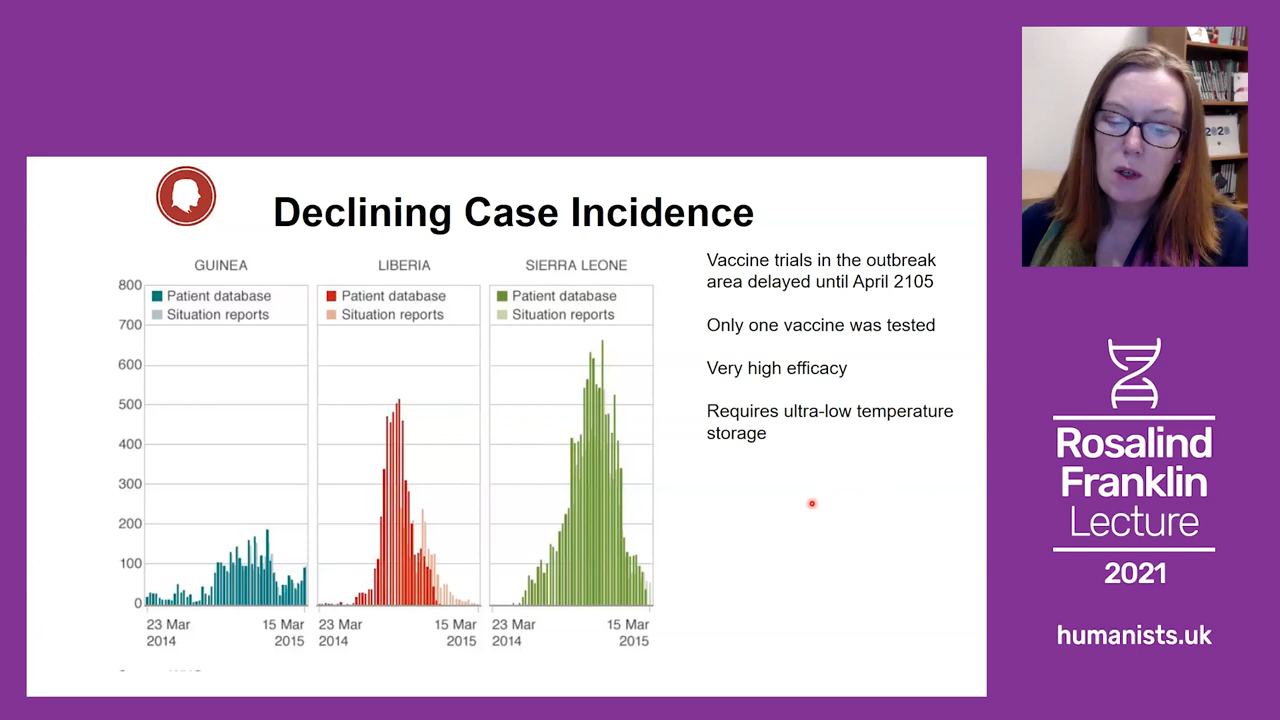 Declining Case Incidence
GUINEA
LIBERIA
SIERRA LEONE
800
700
600
500
400
300
200
100
0
Patient database
Situation reports
Patient database
Situation reports
Patient database
Situation reports
23 Mar
2014
15 Mar
2015
23 Mar
2014
15 Mar
2015
23 Mar
2014
15 Mar
2015
Vaccine trials in the outbreak
area delayed until April 2105
Only one vaccine was tested
Very high efficacy
Requires ultra-low temperature
storage
2020
Rosalind
Franklin
Lecture
2021
humanists.uk